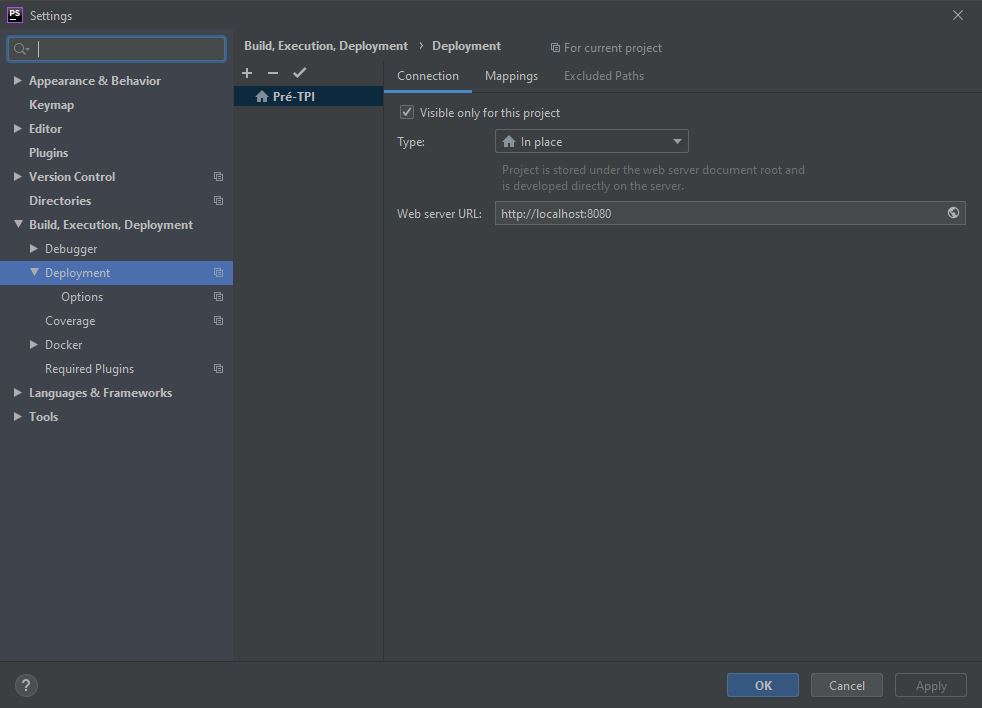 PS Settings
Build, Execution, Deployment › Deployment For current project
Appearance & Behavior
Keymap
Editor
Plugins
Version Control
Directories
Build, Execution, Deployment
Debugger
Deployment
Options
Coverage
Docker
Required Plugins
Languages & Frameworks
Tools
Pré-TPI
Connection Mappings Excluded Paths
Visible only for this project
Type: In place
Project is stored under the web server document root and
is developed directly on the server.
Web server URL: http://localhost:8080
? OK Cancel Apply